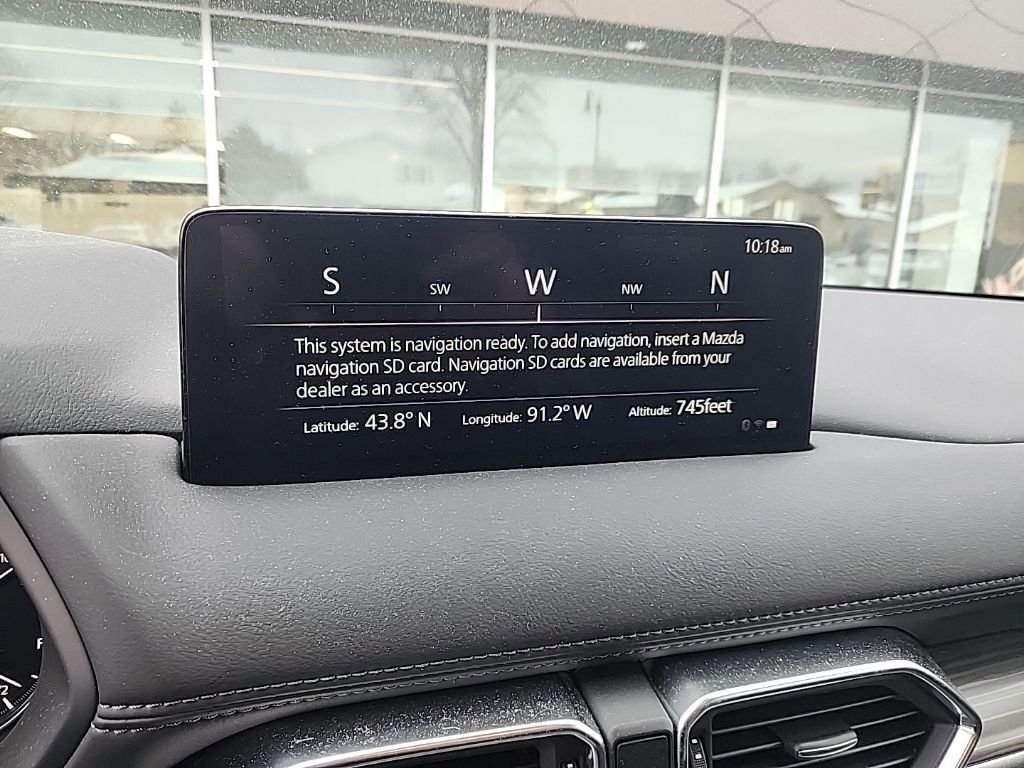 10:18am
S SW W NW N
This system is navigation ready. To add navigation, insert a Mazda
navigation SD card. Navigation SD cards are available from your
dealer as an accessory.
Latitude: 43.8° N Longitude: 91.2° W Altitude: 745feet
F